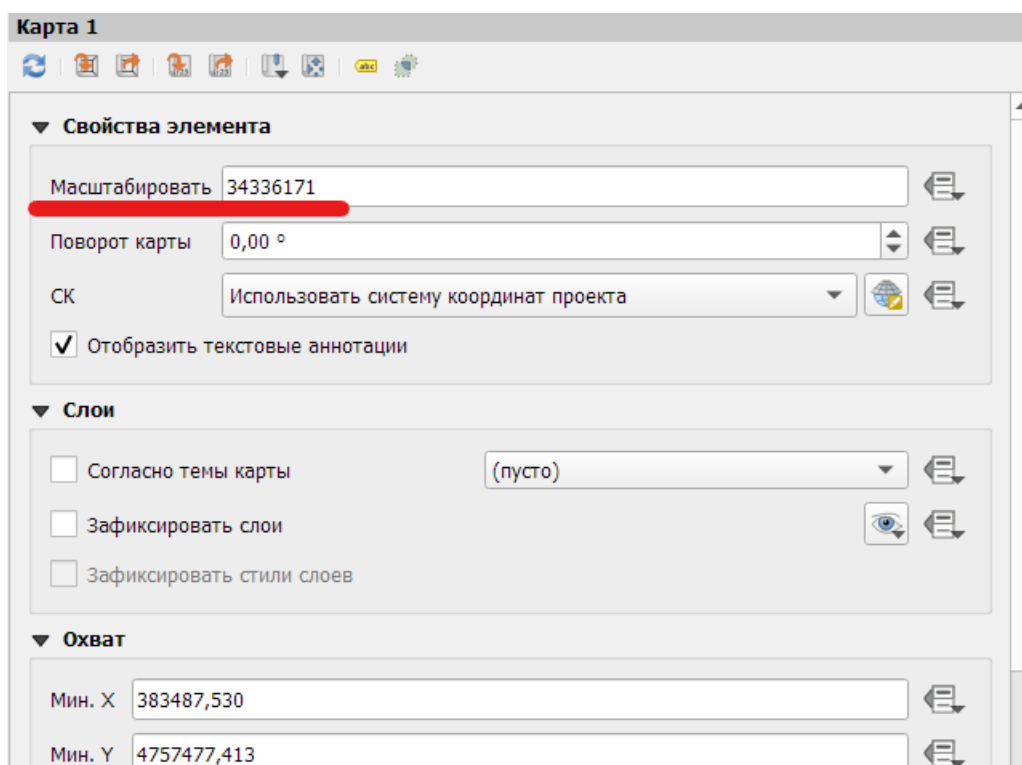 Карта 1
abc
Свойства элемента
Масштабировать 34336171
Поворот карты 0,00 °
СК Использовать систему координат проекта
Отобразить текстовые аннотации
Слои
Согласно темы карты (пусто)
Зафиксировать слои
Зафиксировать стили слоев
Охват
Мин. X 383487,530
Мин. Y 4757477,413